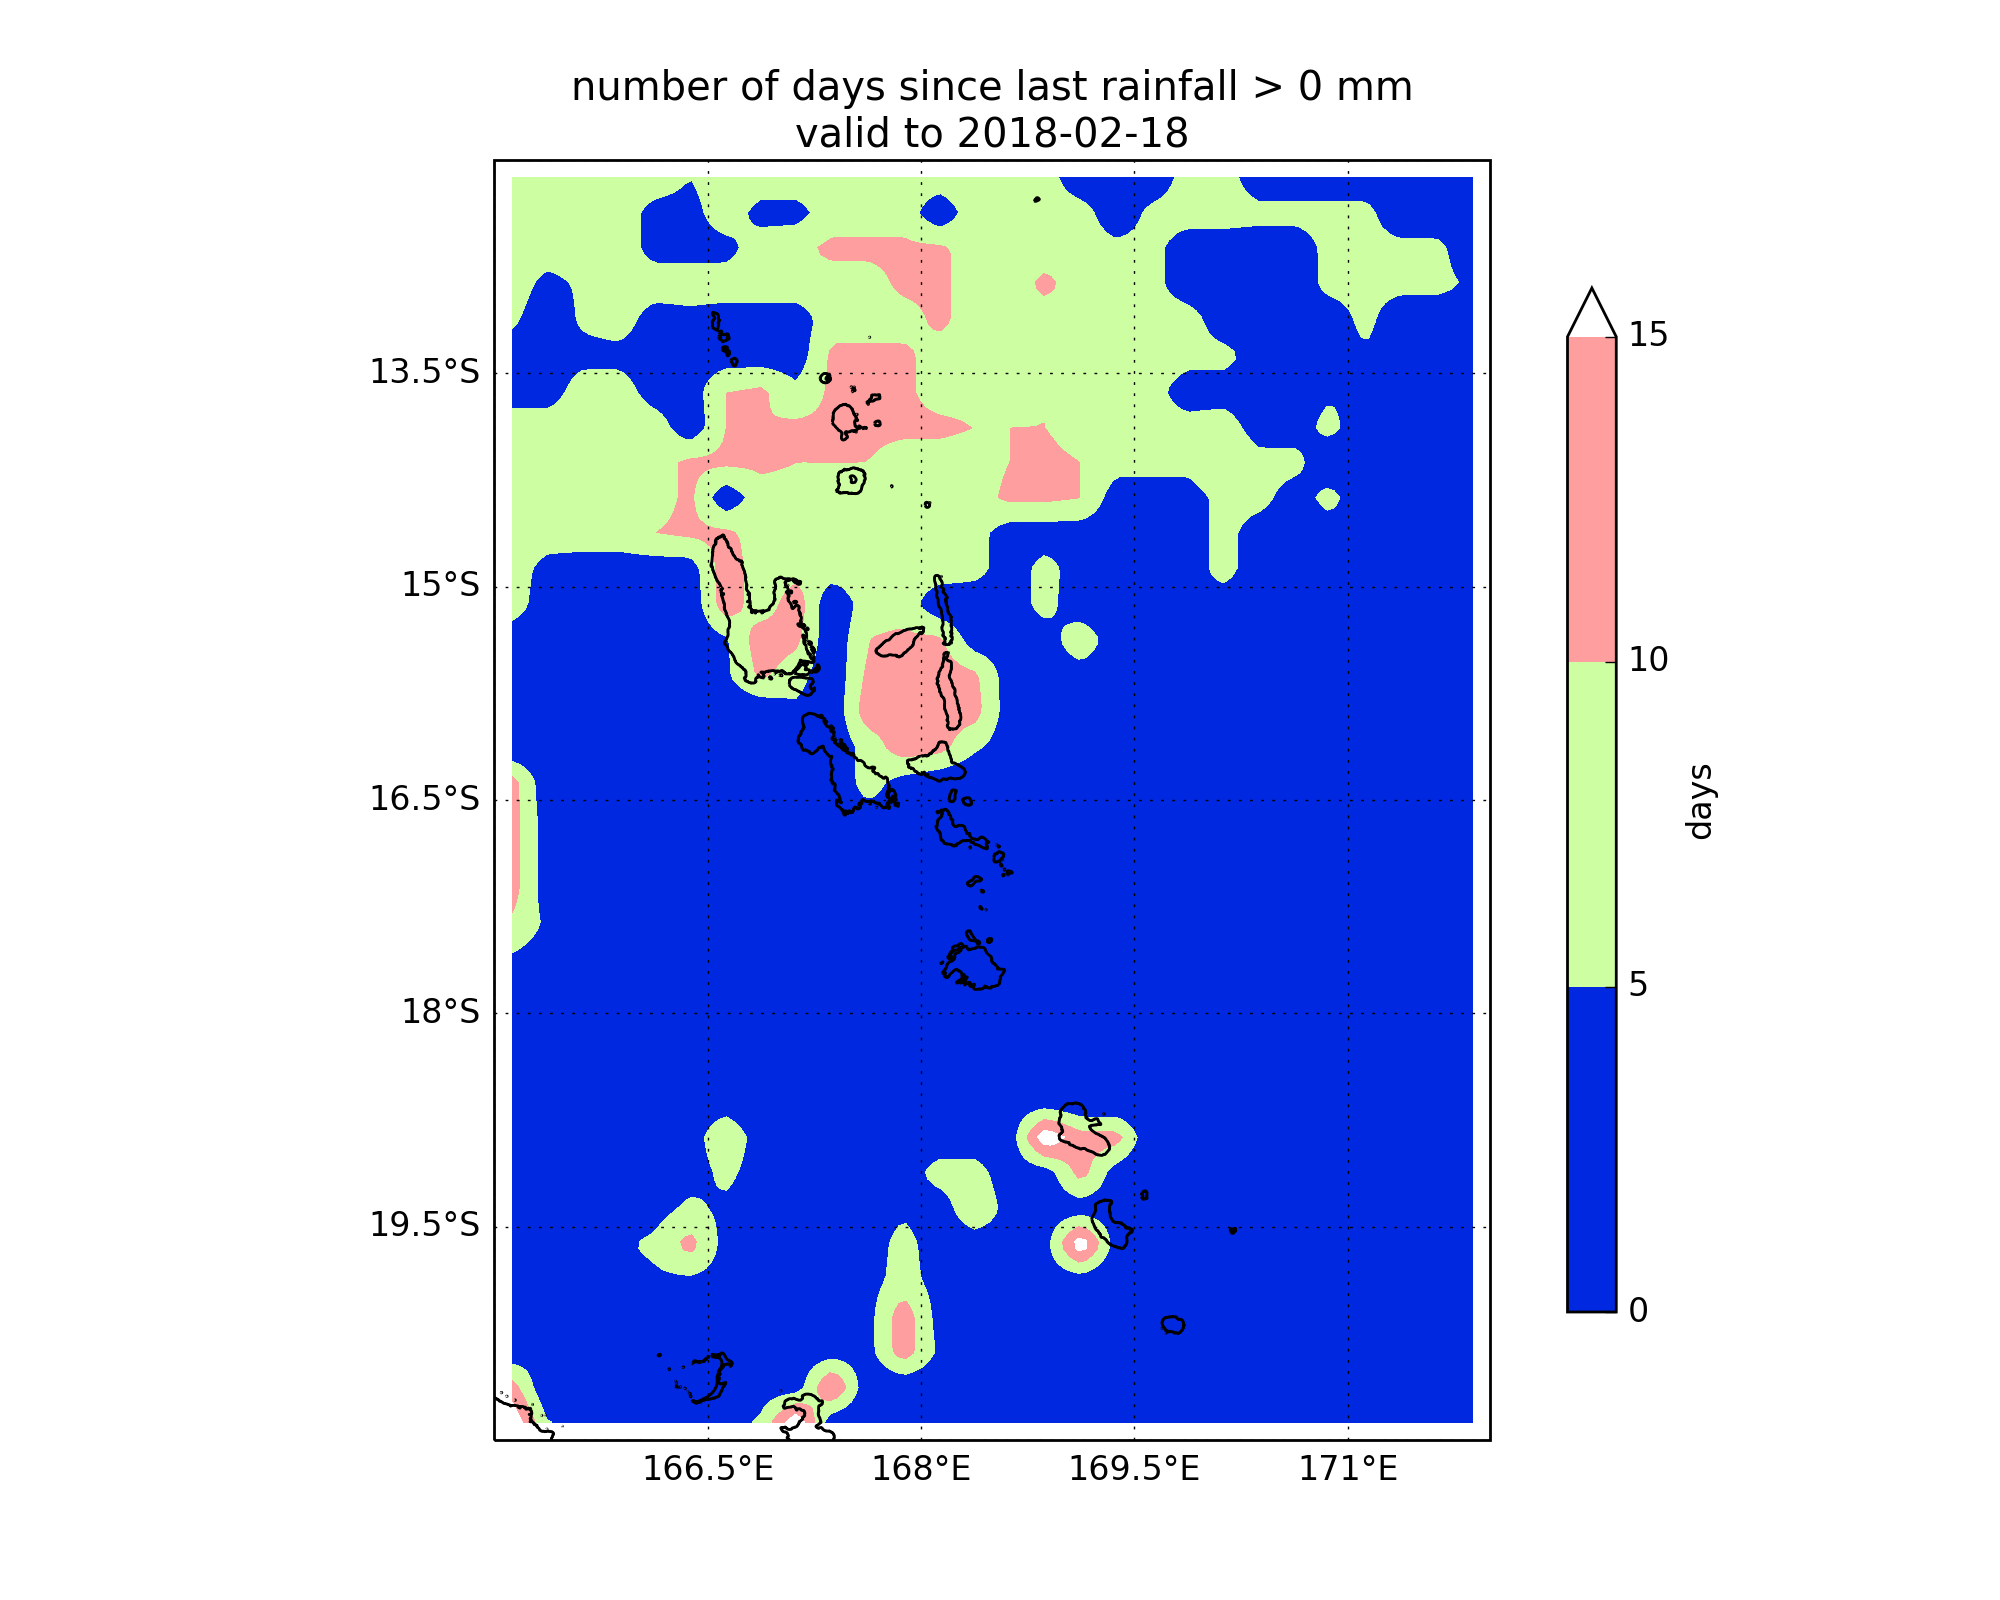 number of days since last rainfall > 0 mm
valid to 2018-02-18
13.5°S
15°S
16.5°S
18°S
19.5°S
166.5°E
168°E
169.5°E
171°E
15
10
5
0
days